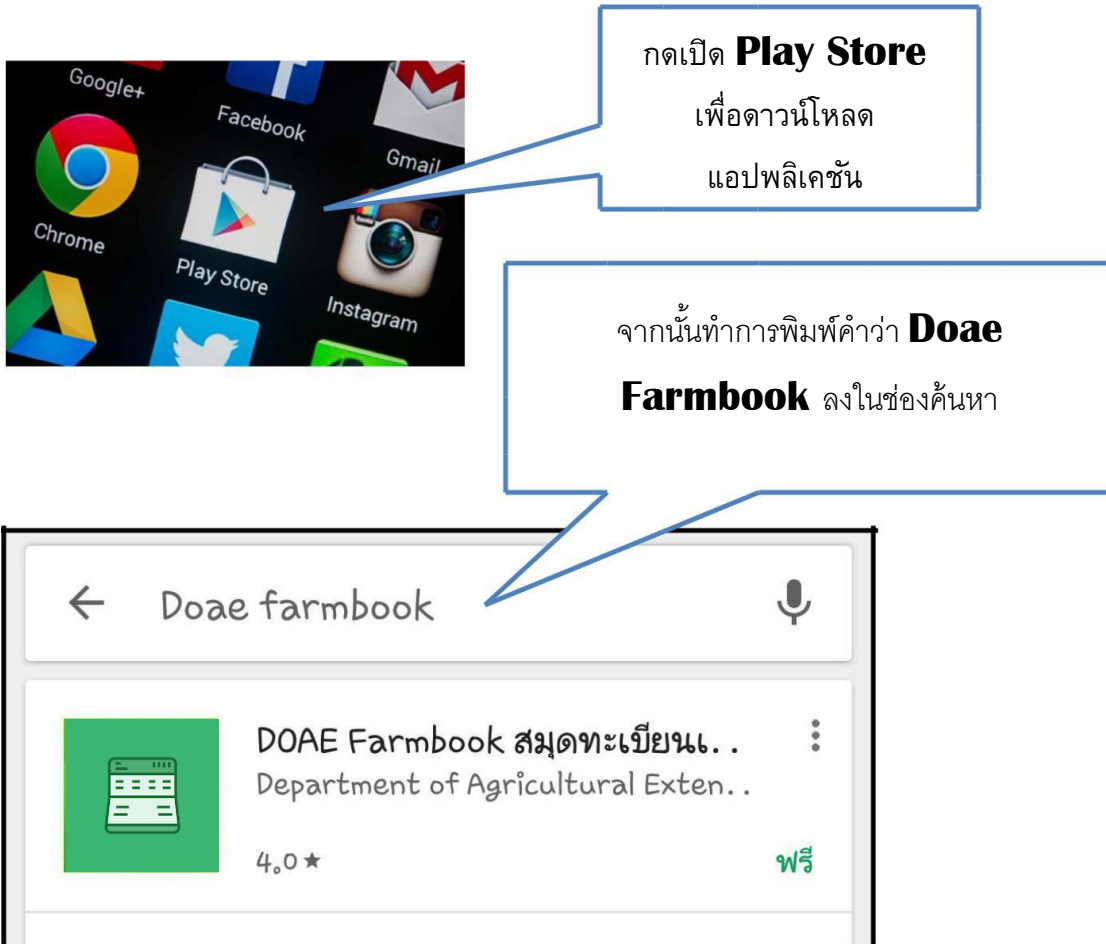 กดเปิด Play Store
เพื่อดาวน์โหลด
แอปพลิเคชัน
Google+
Facebook
Gmail
Chrome
Play Store
Instagram
จากนั้นทำการพิมพ์คำว่า Doae
Farmbook ลงในช่องค้นหา
Doae farmbook
DOAE Farmbook สมุดทะเบียนเ..
Department of Agricultural Exten..
4.0 ★
ฟรี